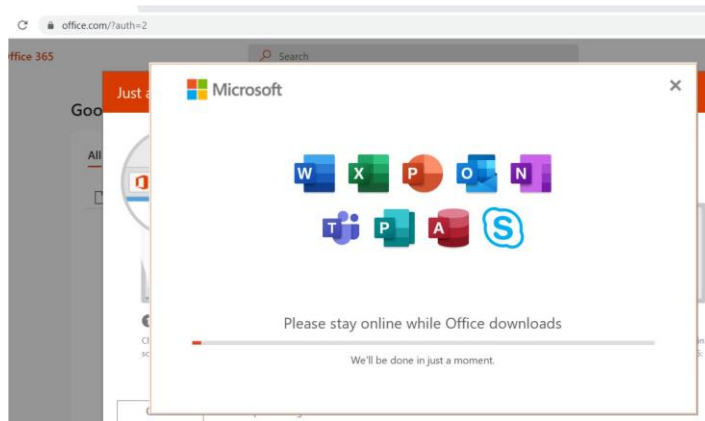 office.com/?auth=2
ffice 365
Search
Just a
Microsoft
Goo
All
W X P O N
T P A S
Please stay online while Office downloads
We'll be done in just a moment.